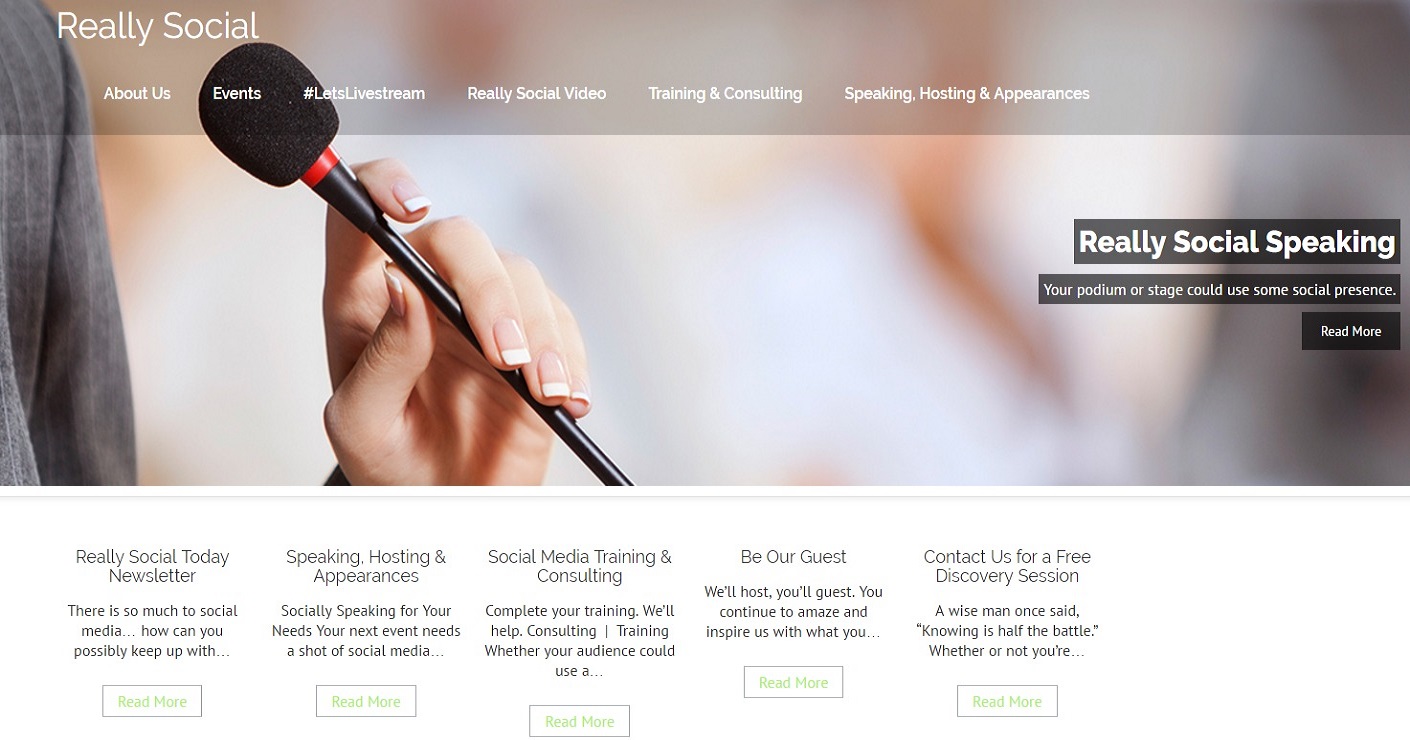 Really Social
About Us
Events
#LetsLivestream
Really Social Video
Training & Consulting
Speaking, Hosting & Appearances
Really Social Speaking
Your podium or stage could use some social presence.
Read More
Really Social Today
Newsletter
There is so much to social
media… how can you
possibly keep up with…
Read More
Speaking, Hosting &
Appearances
Socially Speaking for Your
Needs Your next event needs
a shot of social media…
Read More
Social Media Training &
Consulting
Complete your training. We’ll
help. Consulting | Training
Whether your audience could
use a…
Read More
Be Our Guest
We’ll host, you’ll guest. You
continue to amaze and
inspire us with what you…
Read More
Contact Us for a Free
Discovery Session
A wise man once said,
“Knowing is half the battle.”
Whether or not you’re…
Read More